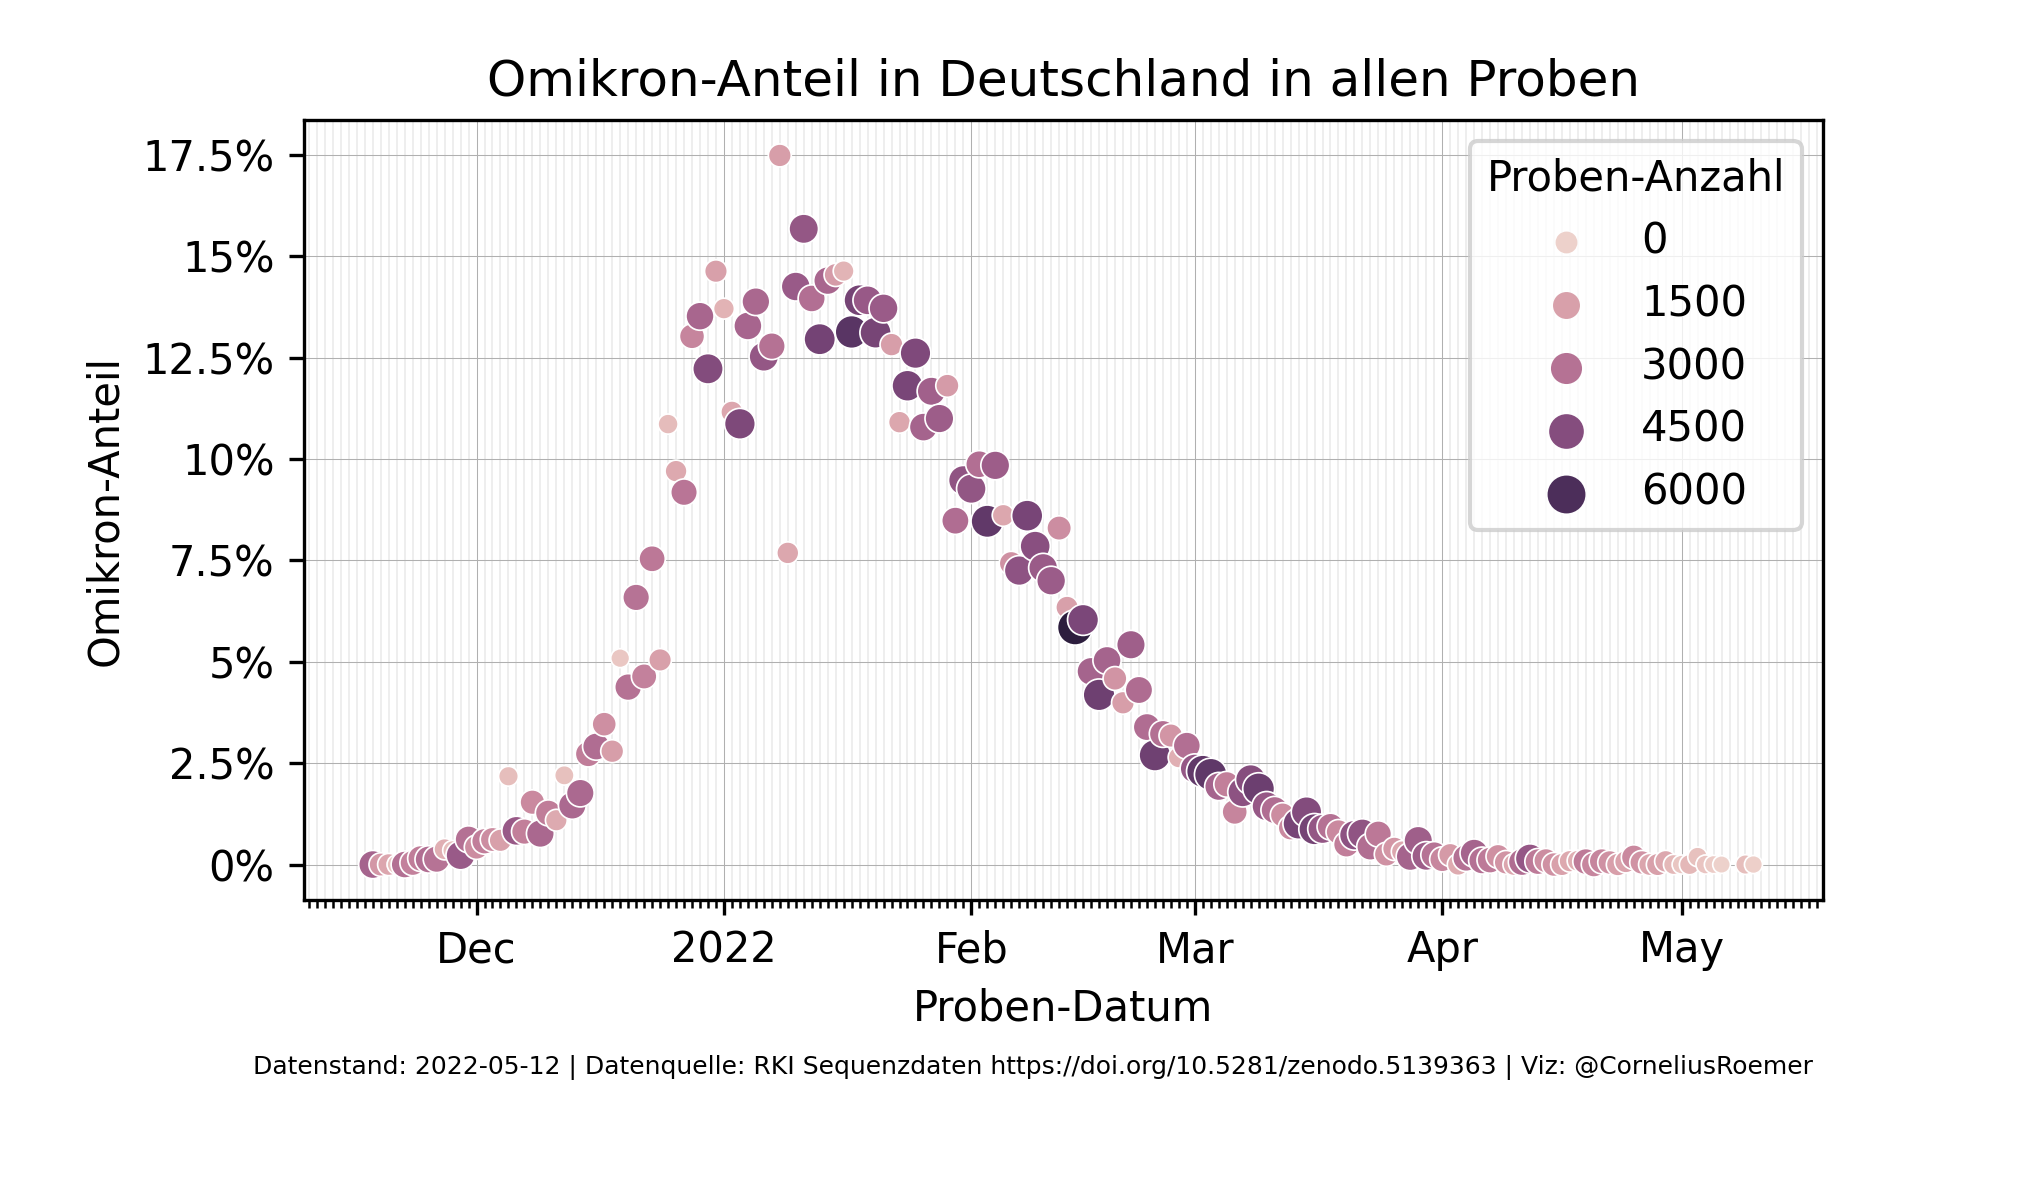 Omikron-Anteil in Deutschland in allen Proben
Omikron-Anteil
17.5%
15%
12.5%
10%
7.5%
5%
2.5%
0%
Proben-Anzahl
0
1500
3000
4500
6000
Dec
2022
Feb
Mar
Apr
May
Proben-Datum
Datenstand: 2022-05-12 | Datenquelle: RKI Sequenzdaten https://doi.org/10.5281/zenodo.5139363 | Viz: @CorneliusRoemer